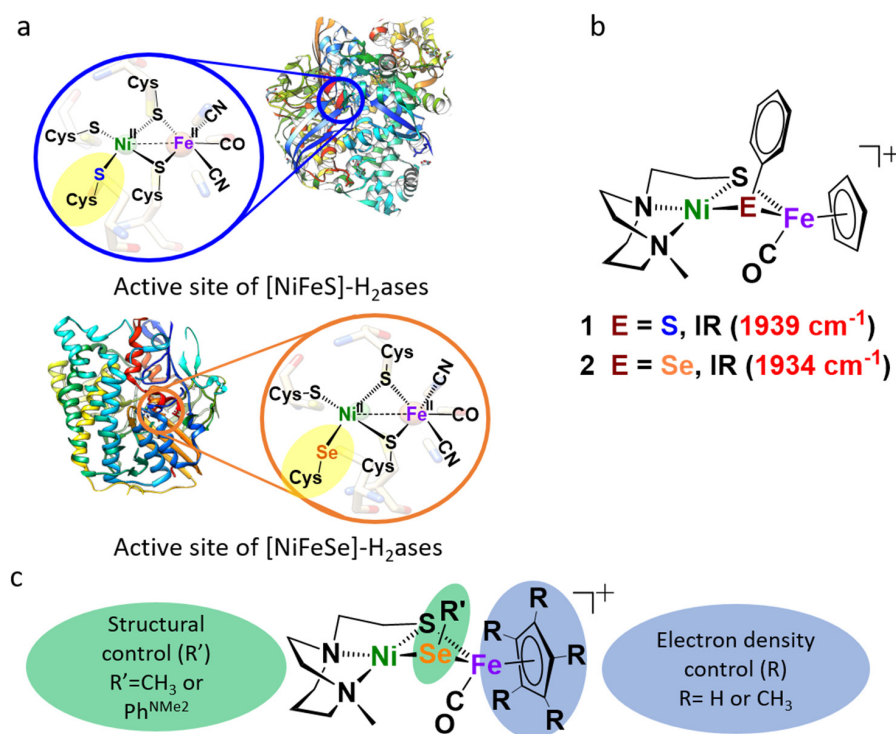 a
Cys
Cys S S CN
Ni II Fe II CO
S S CN
Cys Cys
Active site of [NiFeS]-H₂ases
Cys
Cys S S CN
Ni II Fe II CO
Se S CN
Cys Cys
Active site of [NiFeSe]-H₂ases
b
⁺
S
N Ni E Fe
N C
O
1 E = S, IR (1939 cm⁻¹)
2 E = Se, IR (1934 cm⁻¹)
c
Structural
control (R')
R'=CH₃ or
Ph^NMe2
⁺
R' R
S R R
N Ni Se Fe
N C R R
O
Electron density
control (R)
R= H or CH₃